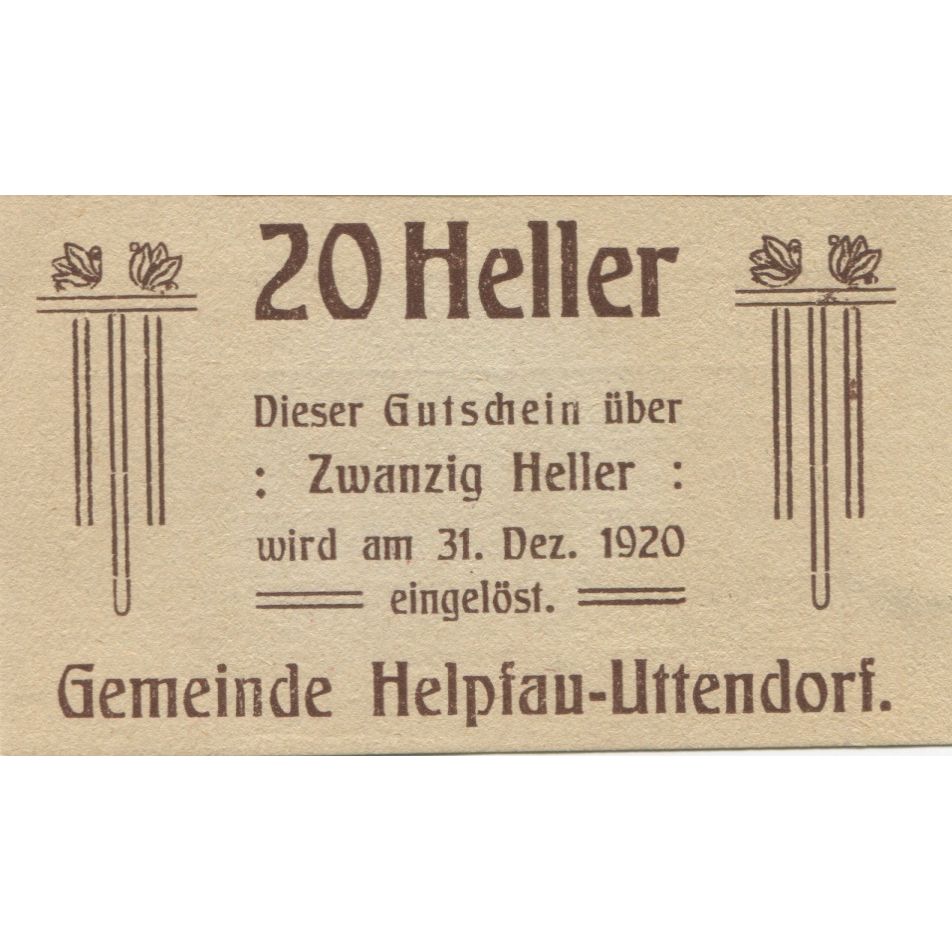 20 Heller
Dieser Gutschein über
: Zwanzig Heller :
wird am 31. Dez. 1920
eingelöst.
Gemeinde Helpfau-Uttendorf.